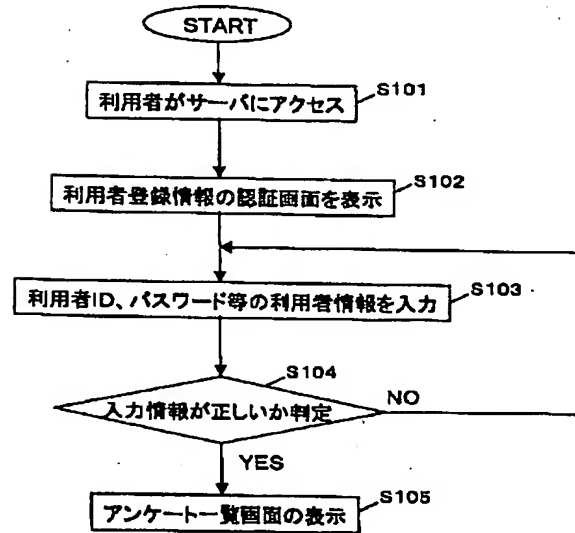 START
S101
利用者がサーバにアクセス
S102
利用者登録情報の認証画面を表示
S103
利用者ID、パスワード等の利用者情報を入力
S104
入力情報が正しいか判定
NO
YES
S105
アンケート一覧画面の表示